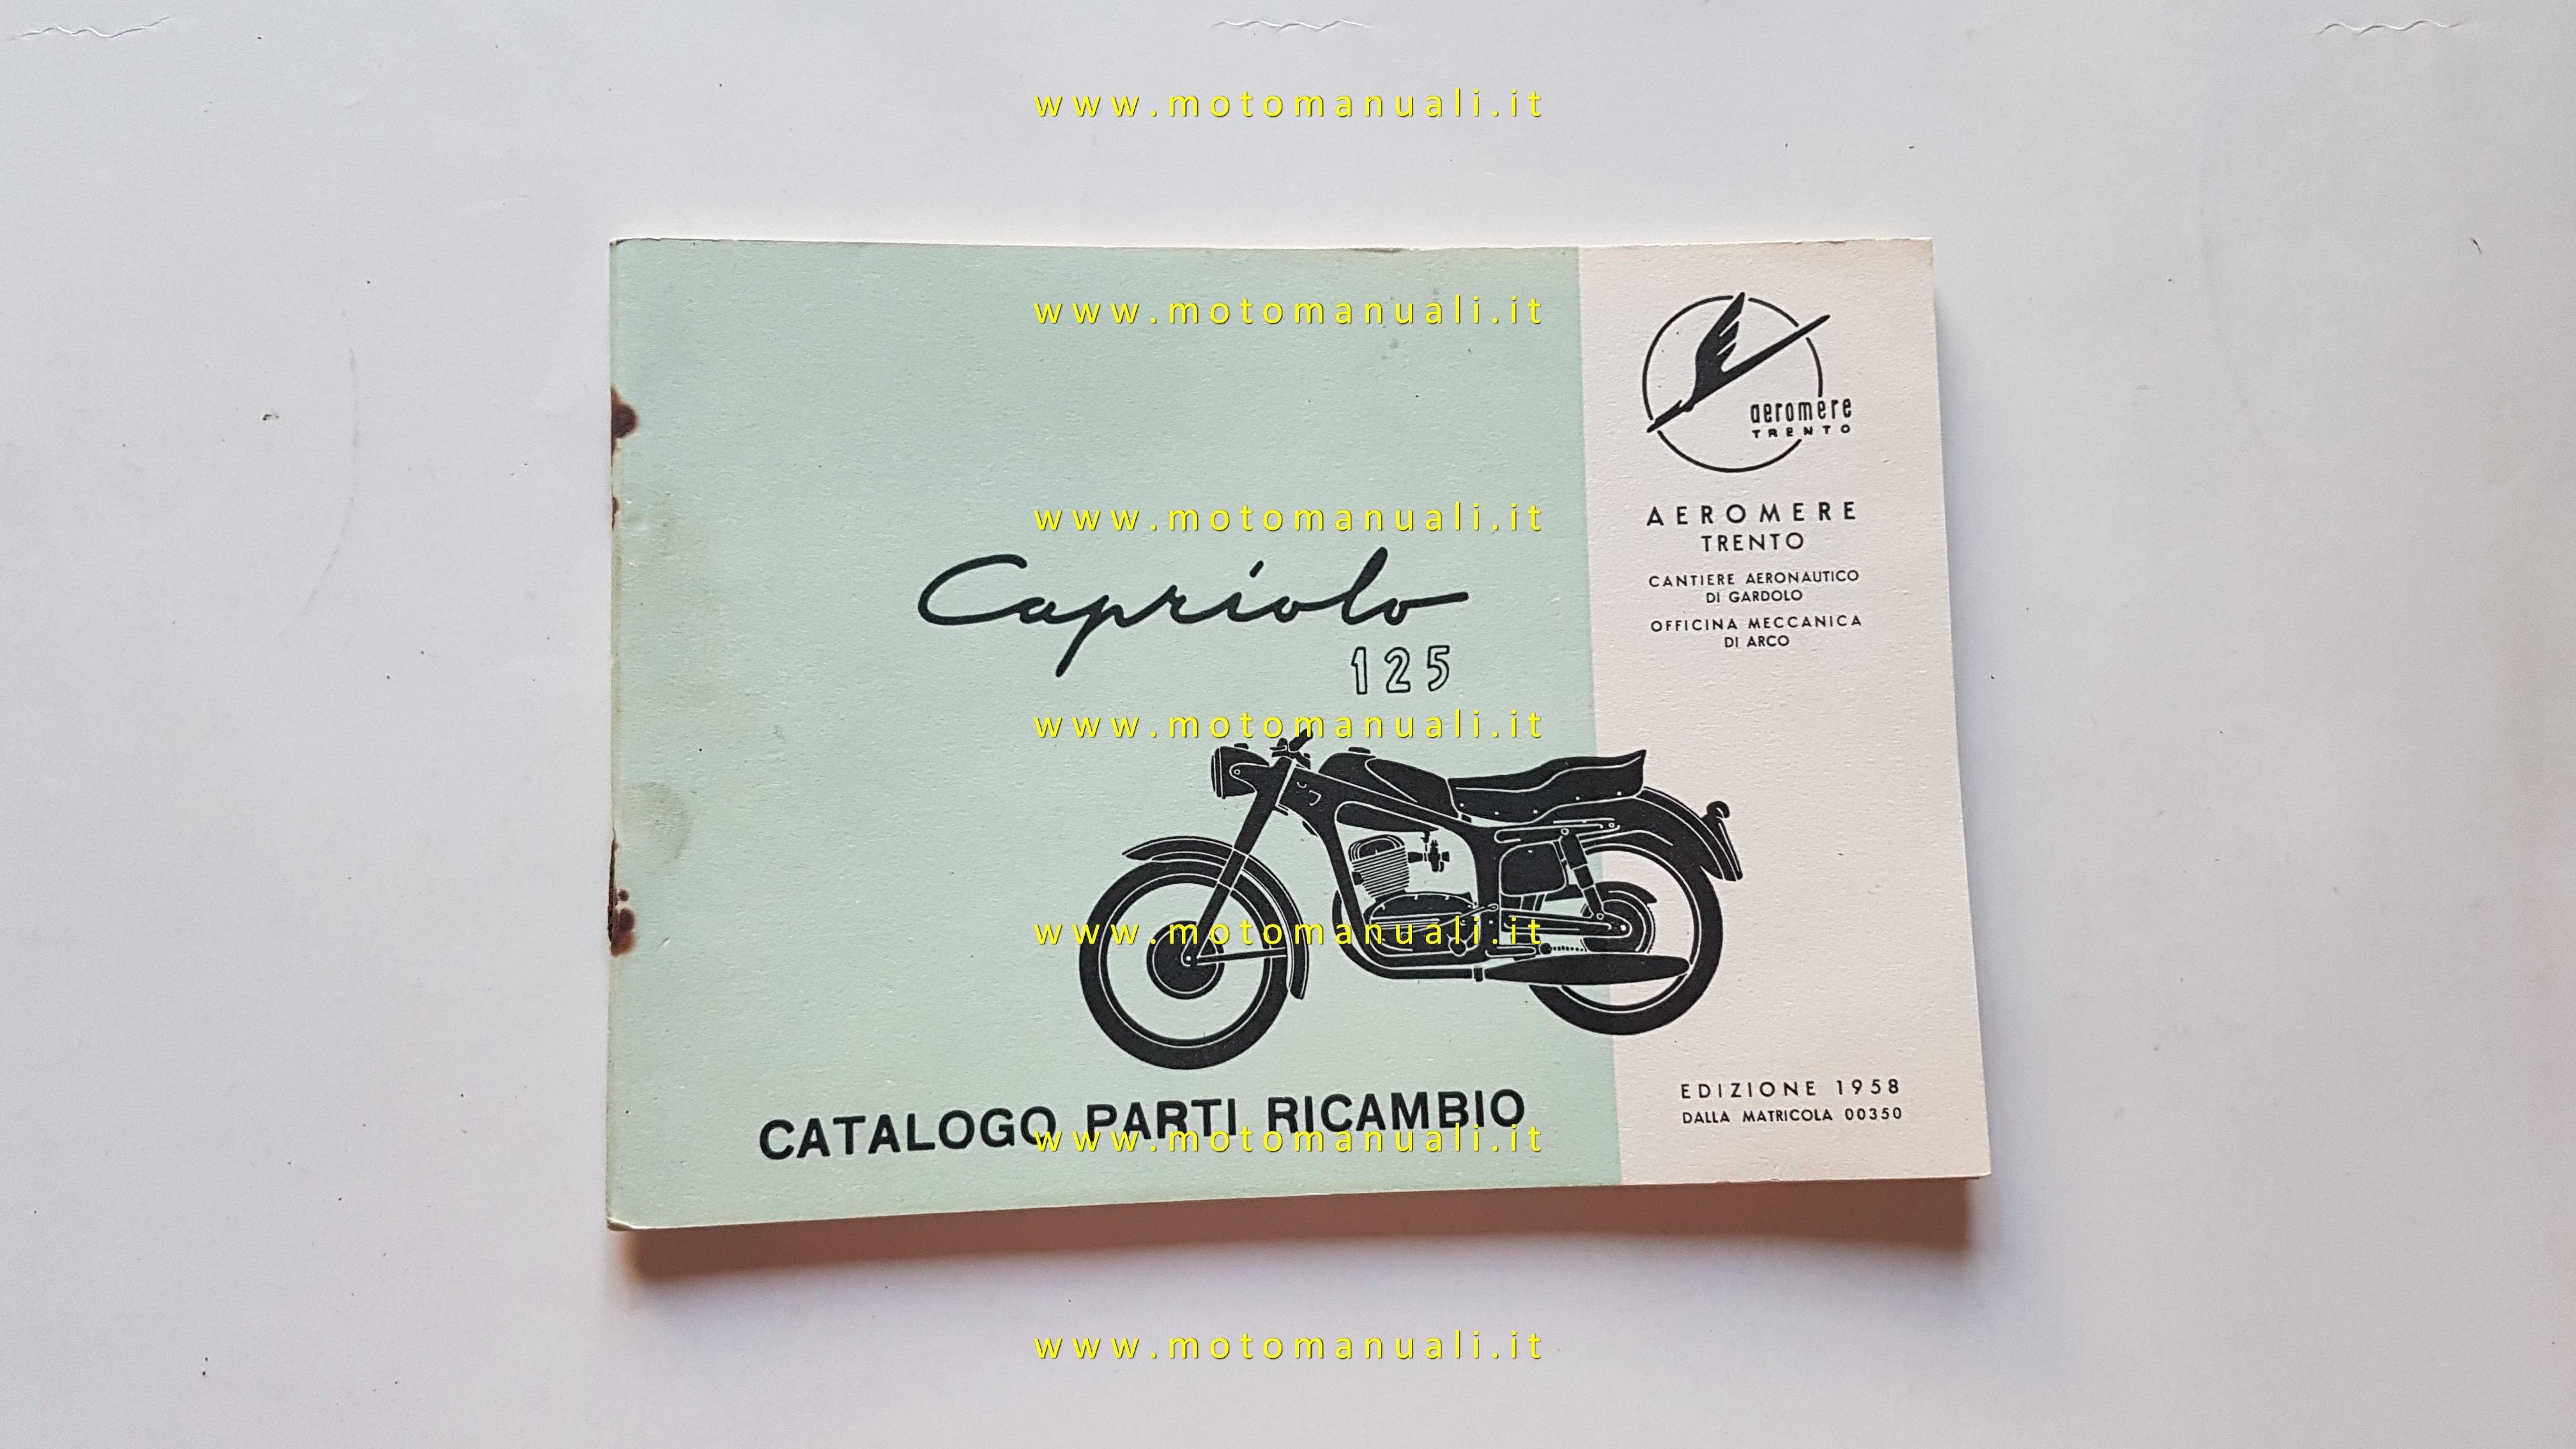 www.motomanuali.it
www.motomanuali.it
aeromere
TRENTO
www.motomanuali.it
AEROMERE
TRENTO
CANTIERE AERONAUTICO
DI GARDOLO
OFFICINA MECCANICA
DI ARCO
Capriolo
125
www.motomanuali.it
www.motomanuali.it
EDIZIONE 1958
DALLA MATRICOLA 00350
CATALOGO PARTI RICAMBIO
www.motomanuali.it
www.motomanuali.it